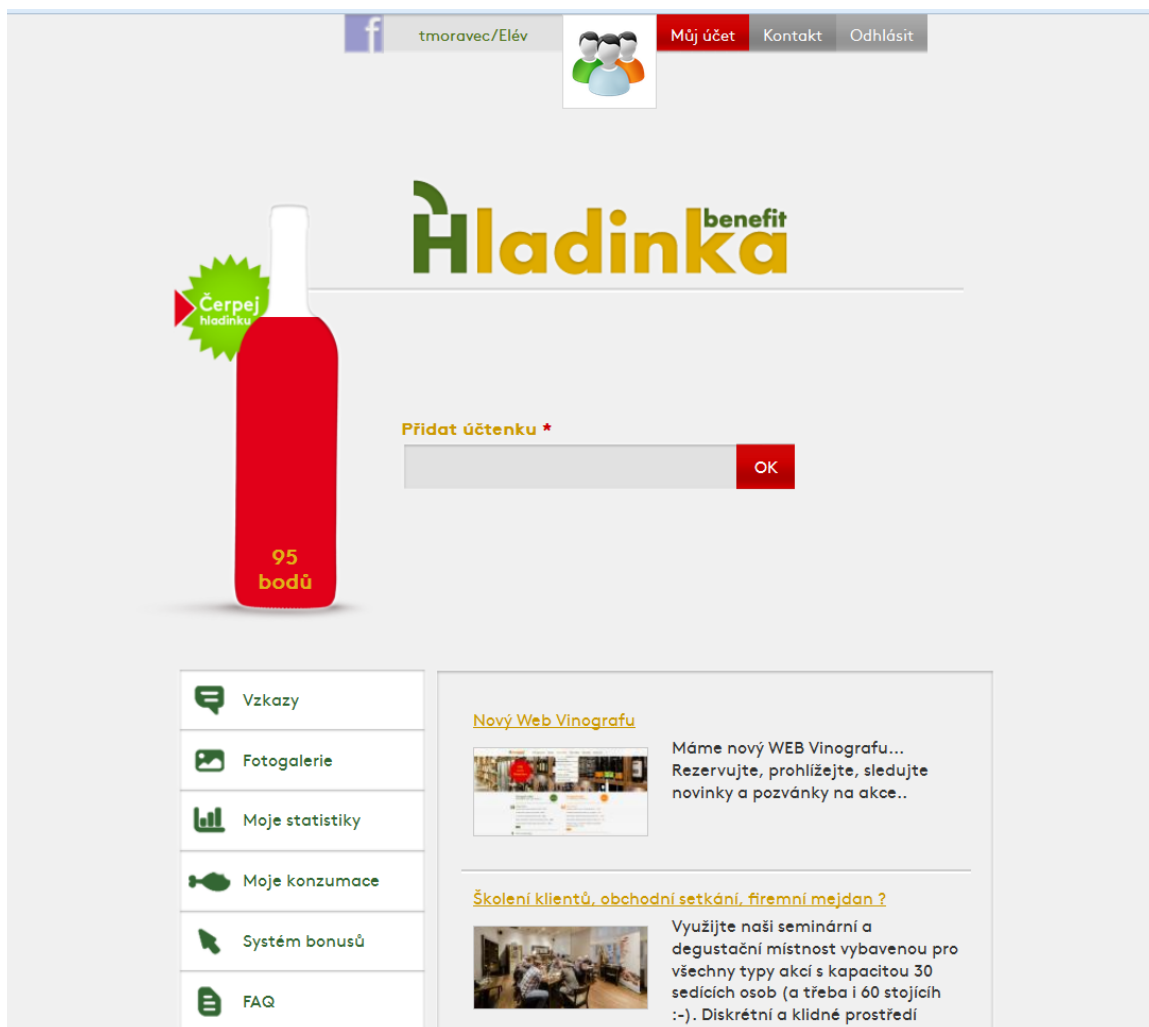 tmoravec/Elév
Můj účet
Kontakt
Odhlásit
Hladinka
benefit
Čerpej
hladinku
Přidat účtenku *
OK
95
bodů
Vzkazy
Fotogalerie
Moje statistiky
Moje konzumace
Systém bonusů
FAQ
Nový Web Vinografu
Máme nový WEB Vinografu...
Rezervujte, prohlížejte, sledujte
novinky a pozvánky na akce..
Školení klientů, obchodní setkání, firemní mejdan ?
Využijte naši seminární a
degustační místnost vybavenou pro
všechny typy akcí s kapacitou 30
sedících osob (a třeba i 60 stojícíh
:-). Diskrétní a klidné prostředí